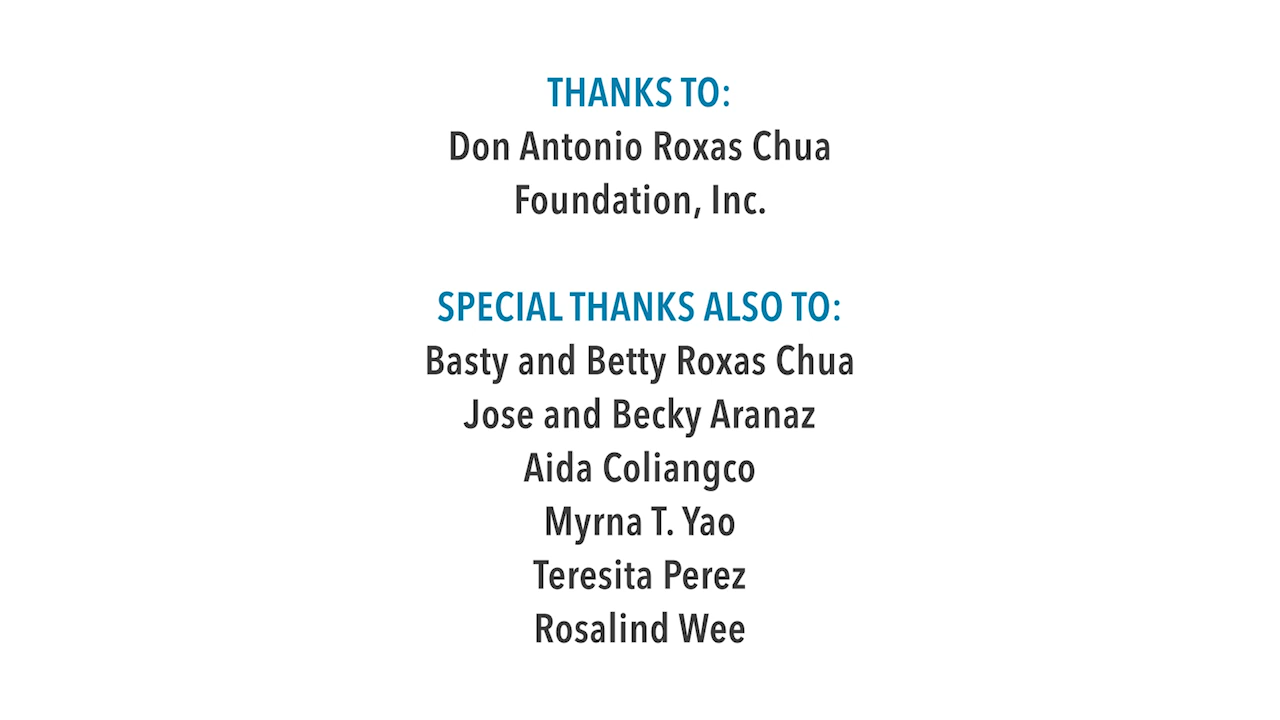 THANKS TO:
Don Antonio Roxas Chua
Foundation, Inc.
SPECIAL THANKS ALSO TO:
Basty and Betty Roxas Chua
Jose and Becky Aranaz
Aida Coliangco
Myrna T. Yao
Teresita Perez
Rosalind Wee